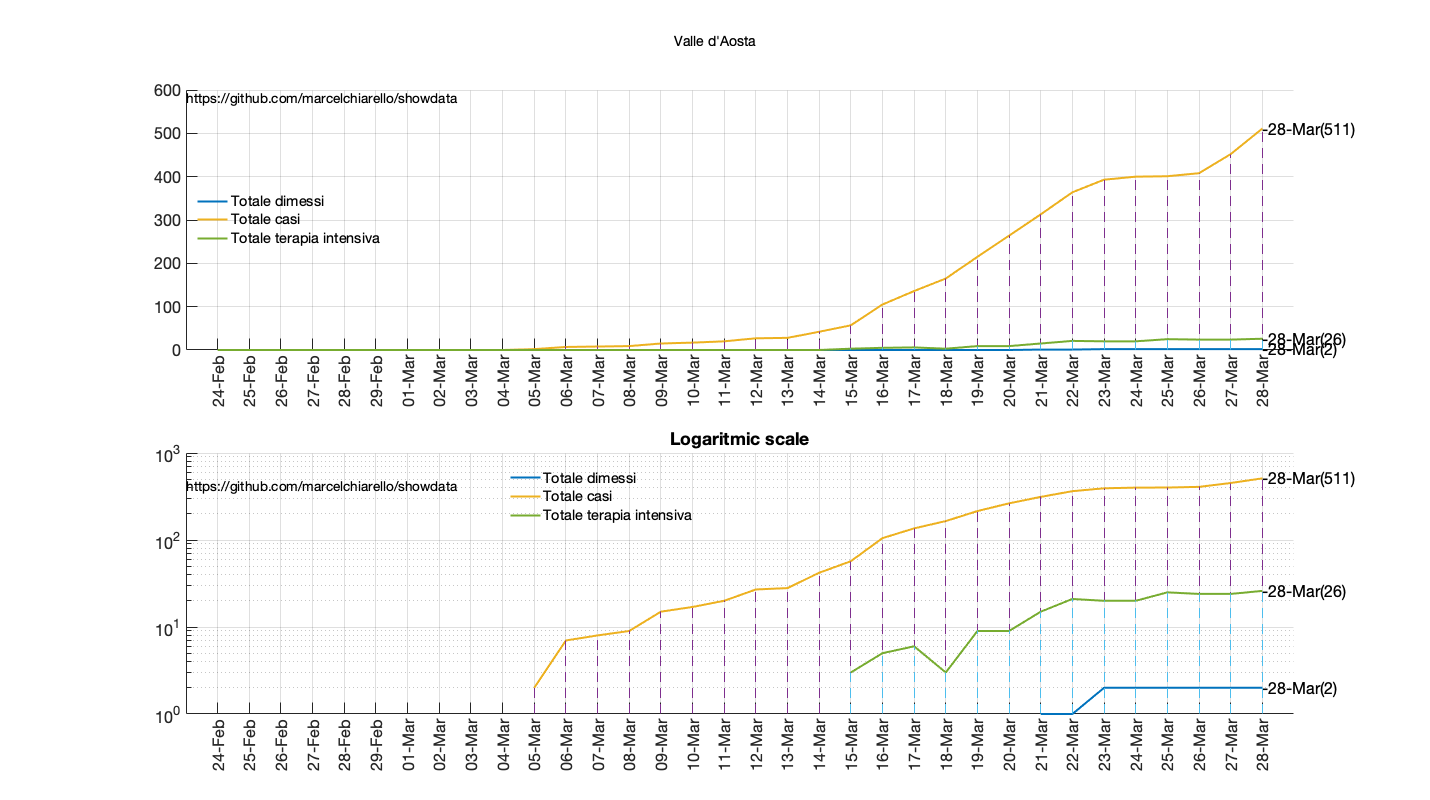 Valle d'Aosta
600
https://github.com/marcelchiarello/showdata
500
-28-Mar(511)
400
Totale dimessi
300
Totale casi
Totale terapia intensiva
200
100
0
-28-Mar(26)
-28-Mar(2)
24-Feb 25-Feb 26-Feb 27-Feb 28-Feb 29-Feb 01-Mar 02-Mar 03-Mar 04-Mar 05-Mar 06-Mar 07-Mar 08-Mar 09-Mar 10-Mar 11-Mar 12-Mar 13-Mar 14-Mar 15-Mar 16-Mar 17-Mar 18-Mar 19-Mar 20-Mar 21-Mar 22-Mar 23-Mar 24-Mar 25-Mar 26-Mar 27-Mar 28-Mar
Logaritmic scale
10^3
https://github.com/marcelchiarello/showdata
Totale dimessi
Totale casi
Totale terapia intensiva
-28-Mar(511)
10^2
-28-Mar(26)
10^1
-28-Mar(2)
10^0
24-Feb 25-Feb 26-Feb 27-Feb 28-Feb 29-Feb 01-Mar 02-Mar 03-Mar 04-Mar 05-Mar 06-Mar 07-Mar 08-Mar 09-Mar 10-Mar 11-Mar 12-Mar 13-Mar 14-Mar 15-Mar 16-Mar 17-Mar 18-Mar 19-Mar 20-Mar 21-Mar 22-Mar 23-Mar 24-Mar 25-Mar 26-Mar 27-Mar 28-Mar